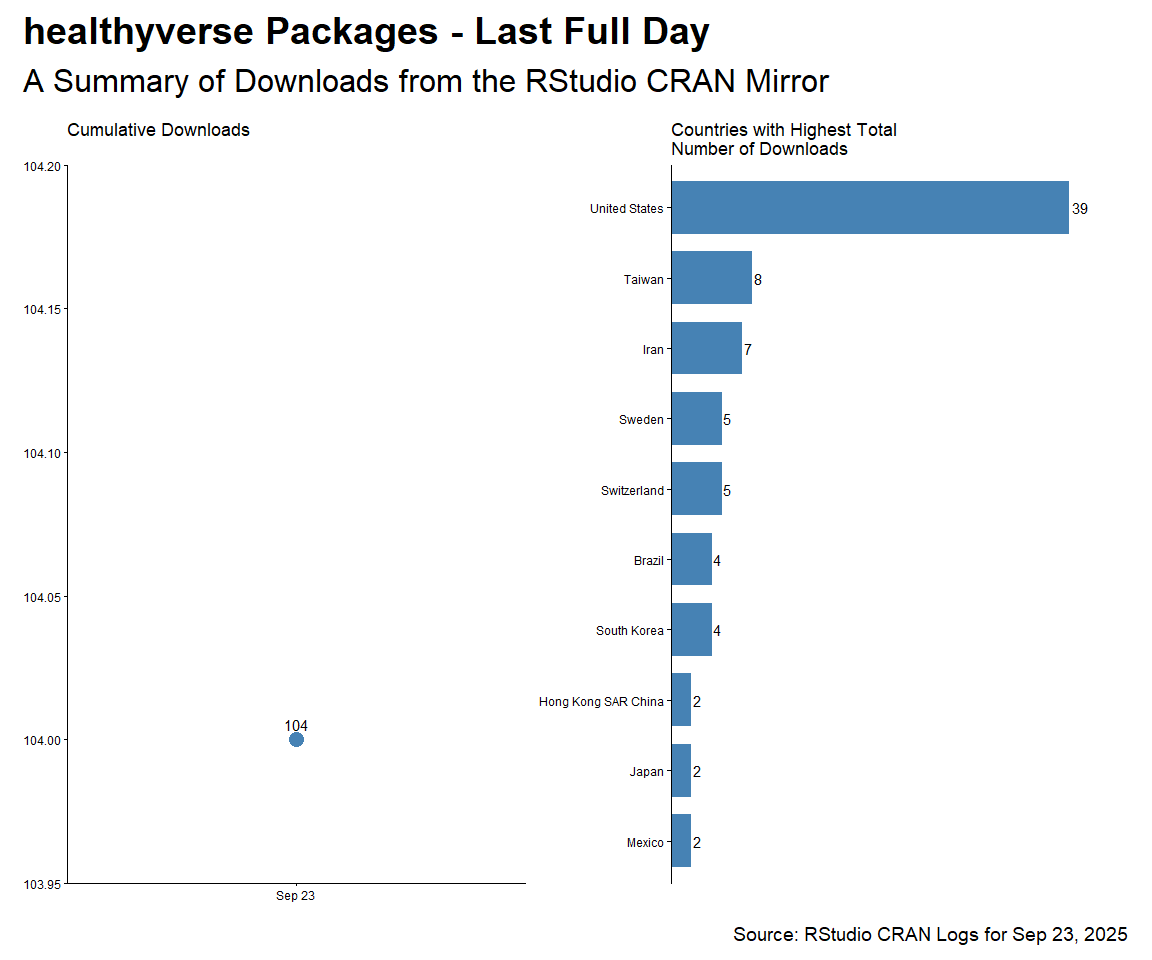 healthyverse Packages - Last Full Day
A Summary of Downloads from the RStudio CRAN Mirror
Cumulative Downloads
104.20
104.15
104.10
104.05
104.00
103.95
104
Sep 23
Countries with Highest Total
Number of Downloads
United States 39
Taiwan 8
Iran 7
Sweden 5
Switzerland 5
Brazil 4
South Korea 4
Hong Kong SAR China 2
Japan 2
Mexico 2
Source: RStudio CRAN Logs for Sep 23, 2025